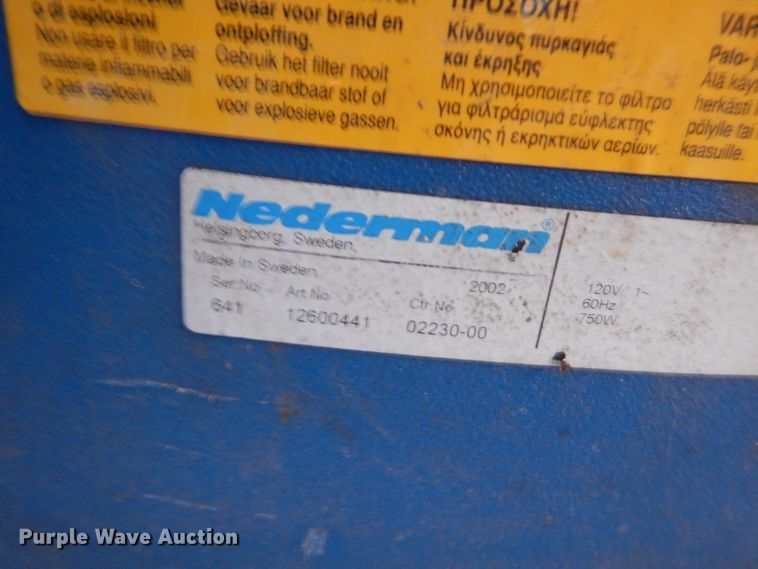 o di esplosioni
Non usare il filtro per
materie infiammabili
o gas esplosivi.
Gevaar voor brand en
ontploffing.
Gebruik het filter nooit
voor brandbaar stof of
voor explosieve gassen.
ΠΡΟΣΟΧΗ!
Κίνδυνος πυρκαγιάς
και έκρηξης
Μη χρησιμοποιείτε το φίλτρο
για φιλτράρισμα εύφλεκτης
σκόνης ή εκρηκτικών αερίων.
VAR
Palo- j
Älä käyt
herkästi
pölylle tai
kaasuille.
Nederman®
Helsingborg, Sweden
Made in Sweden
2002
Ser.No Art.No Ctr No
641 12600441 02230-00
120V 1~
60Hz
750W
Purple Wave Auction